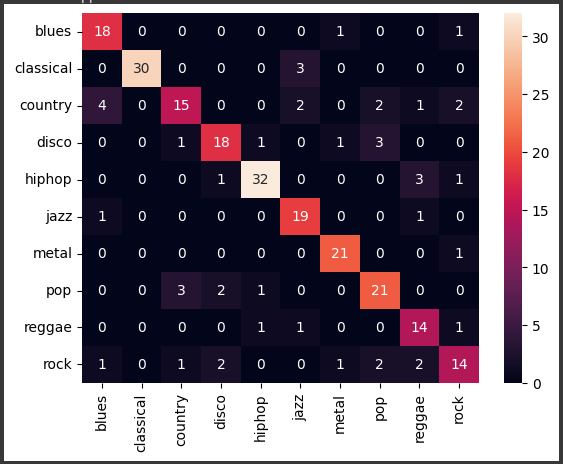 blues 18 0 0 0 0 0 1 0 0 1
classical 0 30 0 0 0 3 0 0 0 0
country 4 0 15 0 0 2 0 2 1 2
disco 0 0 1 18 1 0 1 3 0 0
hiphop 0 0 0 1 32 0 0 0 3 1
jazz 1 0 0 0 0 19 0 0 1 0
metal 0 0 0 0 0 0 21 0 0 1
pop 0 0 3 2 1 0 0 21 0 0
reggae 0 0 0 0 1 1 0 0 14 1
rock 1 0 1 2 0 0 1 2 2 14
blues classical country disco hiphop jazz metal pop reggae rock
30
25
20
15
10
5
0